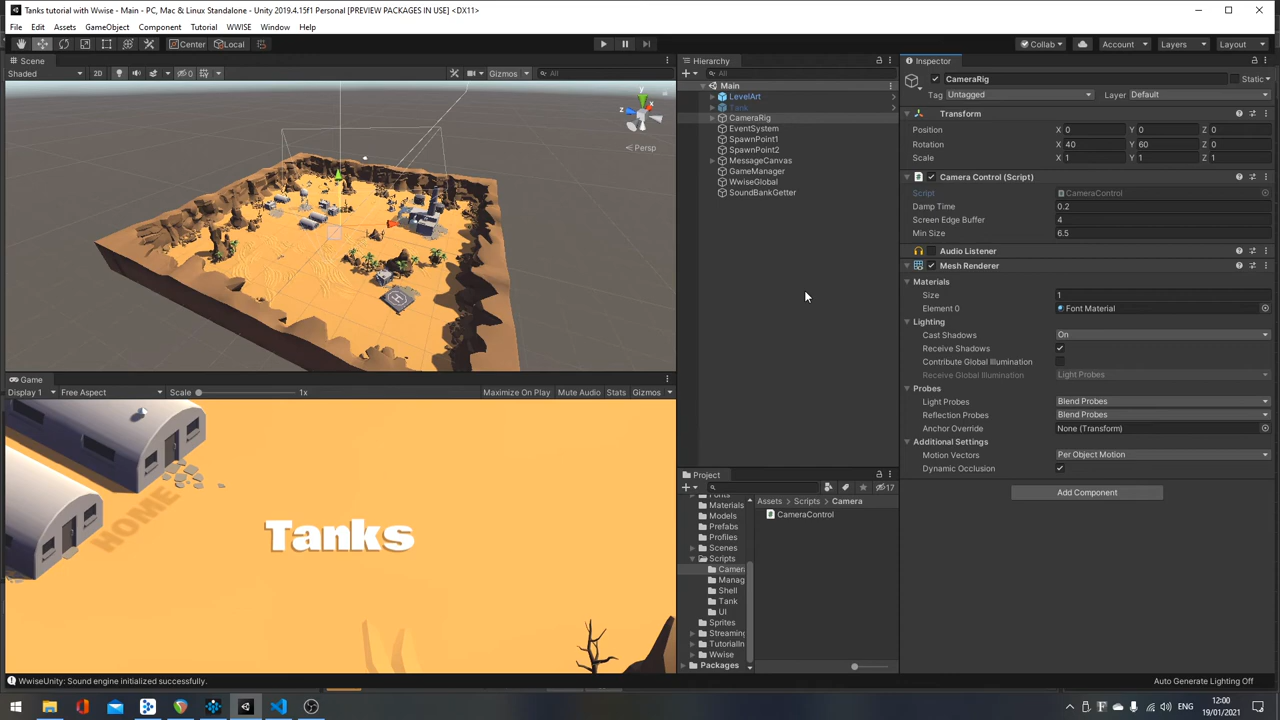 Tanks tutorial with Wwise - Main - PC, Mac & Linux Standalone - Unity 2019.4.15f1 Personal [PREVIEW PACKAGES IN USE] <DX11>
File Edit Assets GameObject Component Tutorial WWISE Window Help
Center Local Collab Account Layers Layout
Scene
Shaded 2D 0 Gizmos All
y
x
z
Persp
Game
Display 1 Free Aspect Scale 1x Maximize On Play Mute Audio Stats Gizmos
HOME
Tanks
H
Hierarchy
All
Main
LevelArt
Tank
CameraRig
EventSystem
SpawnPoint1
SpawnPoint2
MessageCanvas
GameManager
WwiseGlobal
SoundBankGetter
Project
17
Materials
Models
Prefabs
Profiles
Scenes
Scripts
Camera
Manag
Shell
Tank
UI
Sprites
Streaming
TutorialIn
Wwise
Packages
Assets Scripts Camera
CameraControl
Inspector
CameraRig Static
Tag Untagged Layer Default
Transform
Position X 0 Y 0 Z 0
Rotation X 40 Y 60 Z 0
Scale X 1 Y 1 Z 1
Camera Control (Script)
Script CameraControl
Damp Time 0.2
Screen Edge Buffer 4
Min Size 6.5
Audio Listener
Mesh Renderer
Materials
Size 1
Element 0 Font Material
Lighting
Cast Shadows On
Receive Shadows
Contribute Global Illumination
Receive Global Illumination Light Probes
Probes
Light Probes Blend Probes
Reflection Probes Blend Probes
Anchor Override None (Transform)
Additional Settings
Motion Vectors Per Object Motion
Dynamic Occlusion
Add Component
WwiseUnity: Sound engine initialized successfully. Auto Generate Lighting Off
ENG 12:00
19/01/2021